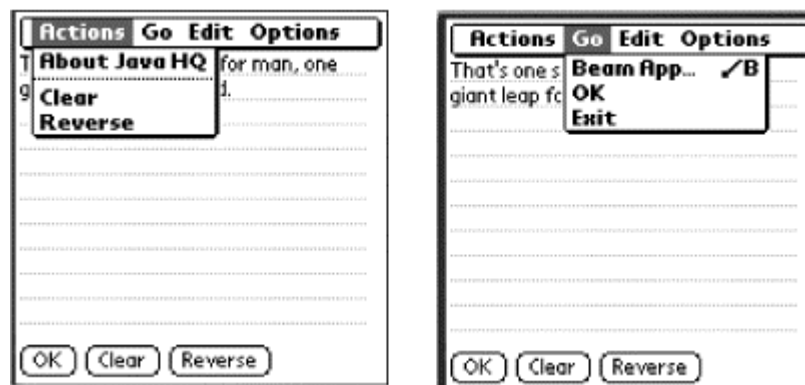 Actions Go Edit Options
About Java HQ
for man, one
Clear
Reverse
OK Clear Reverse
Actions Go Edit Options
That's one s
Beam App... ⁄B
giant leap fo
OK
Exit
OK Clear Reverse